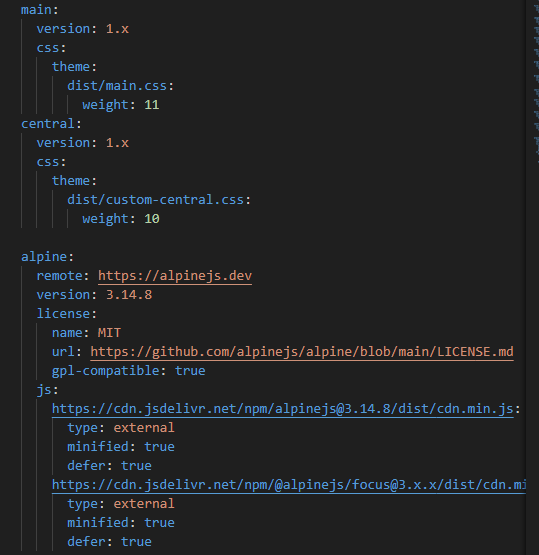 main:
version: 1.x
css:
theme:
dist/main.css:
weight: 11
central:
version: 1.x
css:
theme:
dist/custom-central.css:
weight: 10
alpine:
remote: https://alpinejs.dev
version: 3.14.8
license:
name: MIT
url: https://github.com/alpinejs/alpine/blob/main/LICENSE.md
gpl-compatible: true
js:
https://cdn.jsdelivr.net/npm/alpinejs@3.14.8/dist/cdn.min.js:
type: external
minified: true
defer: true
https://cdn.jsdelivr.net/npm/@alpinejs/focus@3.x.x/dist/cdn.mi
type: external
minified: true
defer: true